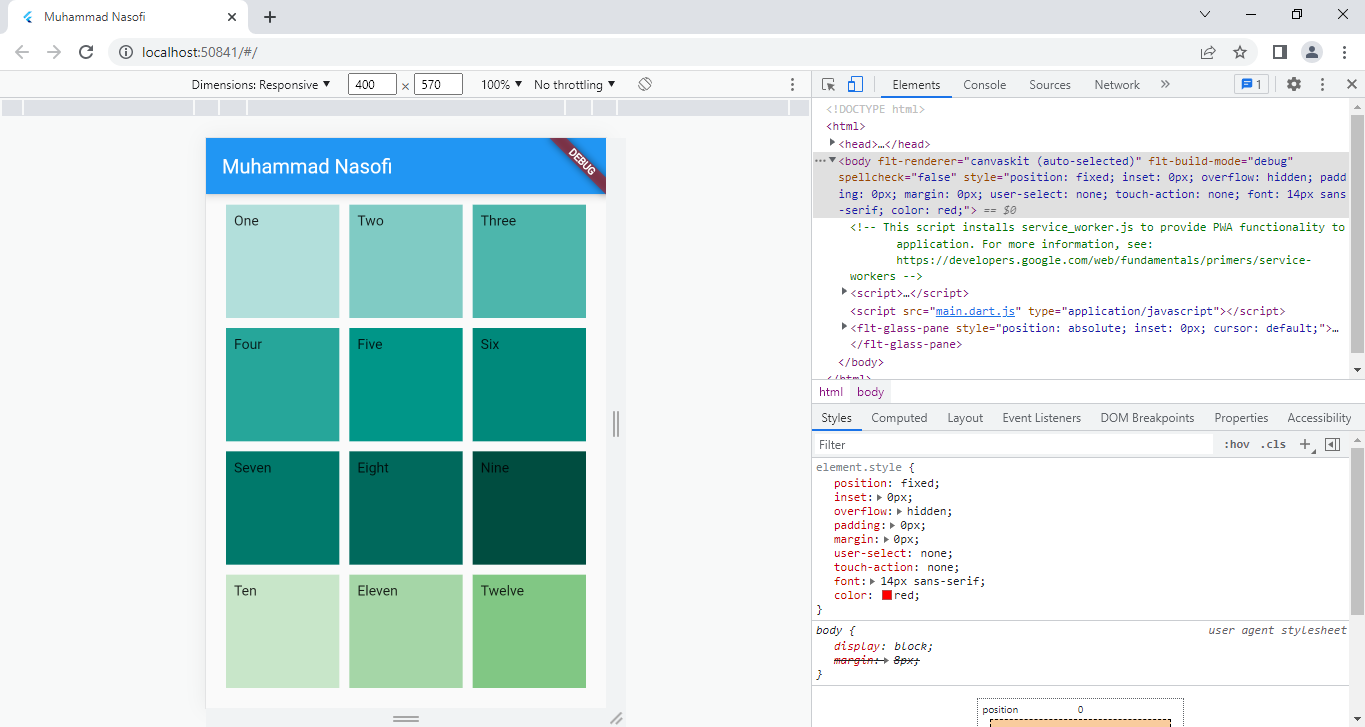 Muhammad Nasofi
localhost:50841/#/
Dimensions: Responsive 400 × 570 100% No throttling
Elements Console Sources Network 1
Muhammad Nasofi
DEBUG
One Two Three
Four Five Six
Seven Eight Nine
Ten Eleven Twelve
<!DOCTYPE html>
<html>
<head>…</head>
<body flt-renderer="canvaskit (auto-selected)" flt-build-mode="debug"
spellcheck="false" style="position: fixed; inset: 0px; overflow: hidden; padd
ing: 0px; margin: 0px; user-select: none; touch-action: none; font: 14px sans
-serif; color: red;"> == $0
<!-- This script installs service_worker.js to provide PWA functionality to
application. For more information, see:
https://developers.google.com/web/fundamentals/primers/service-
workers -->
<script>…</script>
<script src="main.dart.js" type="application/javascript"></script>
<flt-glass-pane style="position: absolute; inset: 0px; cursor: default;">…
</flt-glass-pane>
</body>
</html>
html body
Styles Computed Layout Event Listeners DOM Breakpoints Properties Accessibility
Filter :hov .cls
element.style {
position: fixed;
inset: 0px;
overflow: hidden;
padding: 0px;
margin: 0px;
user-select: none;
touch-action: none;
font: 14px sans-serif;
color: red;
}
body { user agent stylesheet
display: block;
margin: 8px;
}
position 0